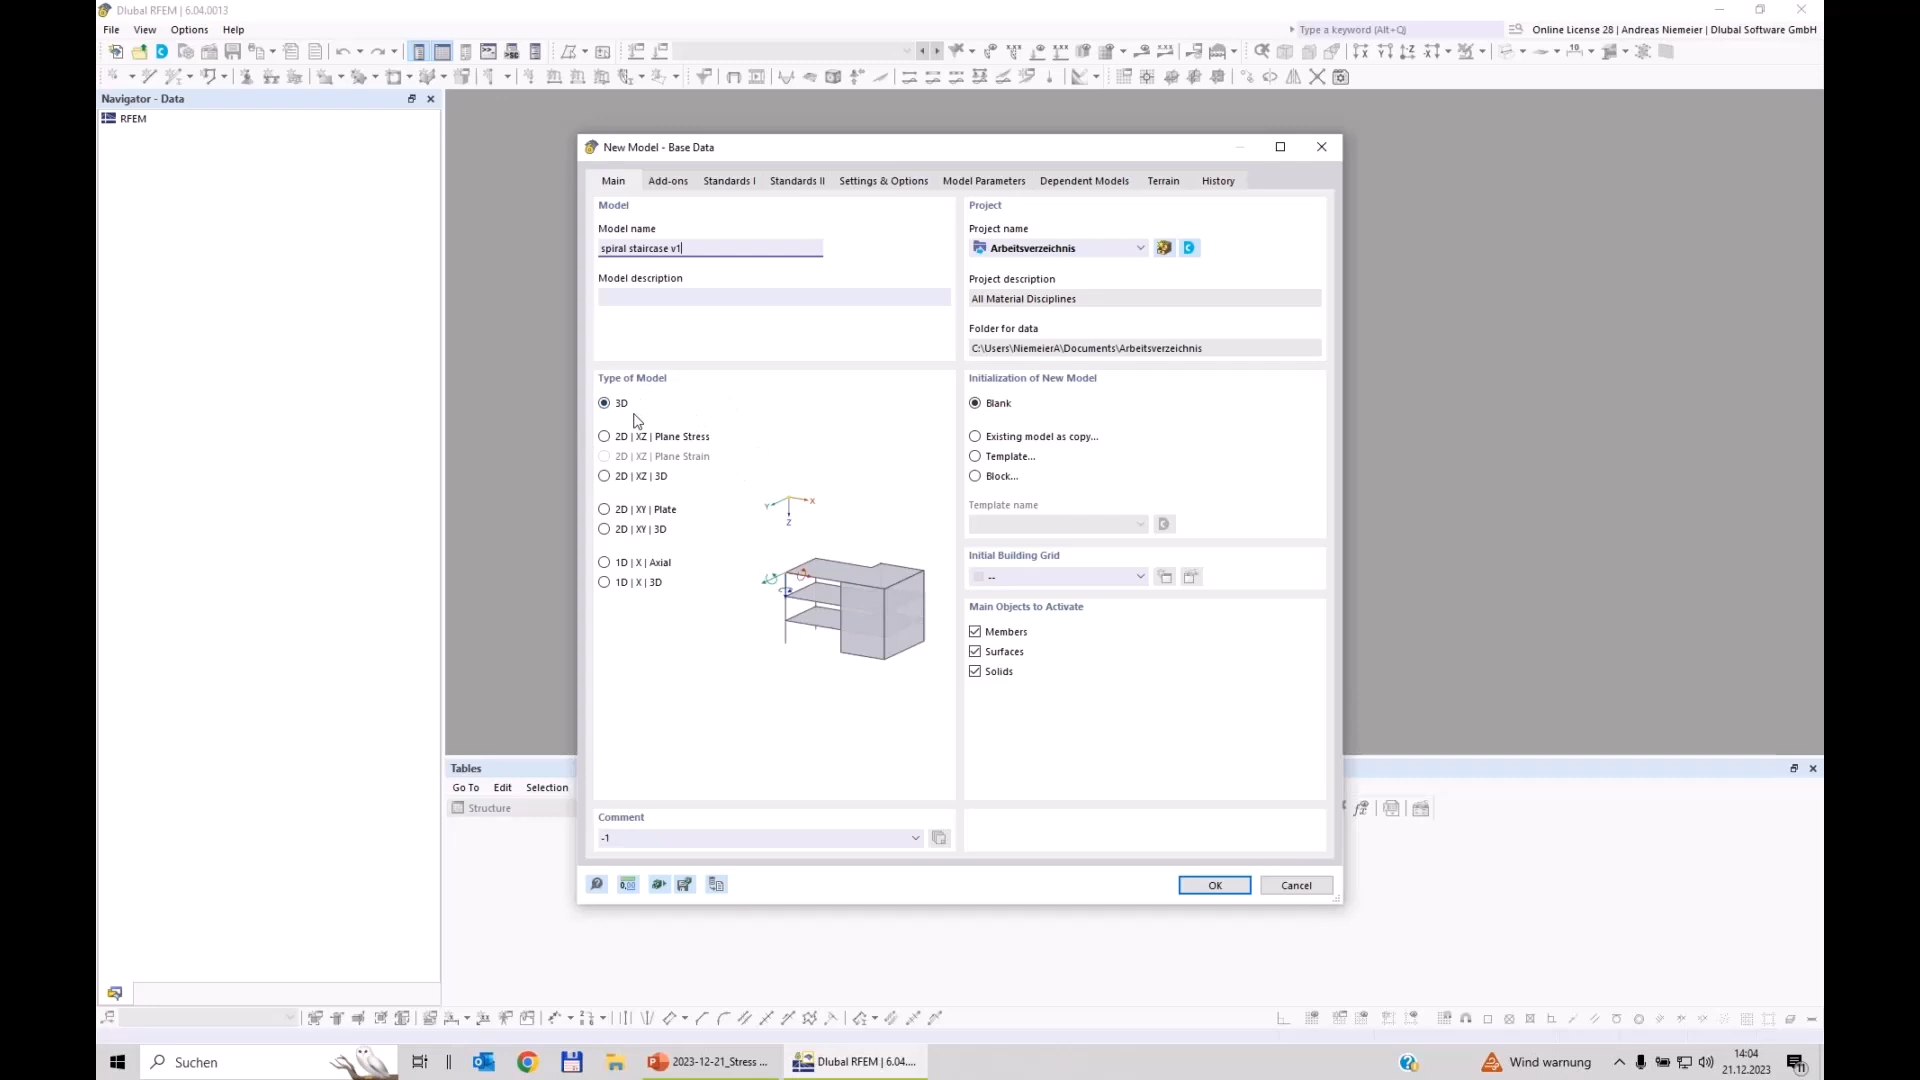 Dlubal RFEM | 6.04.0013
File View Options Help
Type a keyword (Alt+Q)
Online License 28 | Andreas Niemeier | Dlubal Software GmbH
Navigator - Data
RFEM
New Model - Base Data
Main Add-ons Standards I Standards II Settings & Options Model Parameters Dependent Models Terrain History
Model
Model name
spiral staircase v1
Model description
Project
Project name
Arbeitsverzeichnis
Project description
All Material Disciplines
Folder for data
C:\Users\NiemeierA\Documents\Arbeitsverzeichnis
Type of Model
3D
2D | XZ | Plane Stress
2D | XZ | Plane Strain
2D | XZ | 3D
2D | XY | Plate
2D | XY | 3D
1D | X | Axial
1D | X | 3D
Y X
Z
Initialization of New Model
Blank
Existing model as copy...
Template...
Block...
Template name
Initial Building Grid
--
Main Objects to Activate
Members
Surfaces
Solids
Comment
-1
OK Cancel
Tables
Go To Edit Selection
Structure
Suchen
2023-12-21_Stress ...
Dlubal RFEM | 6.04....
Wind warnung
14:04
21.12.2023